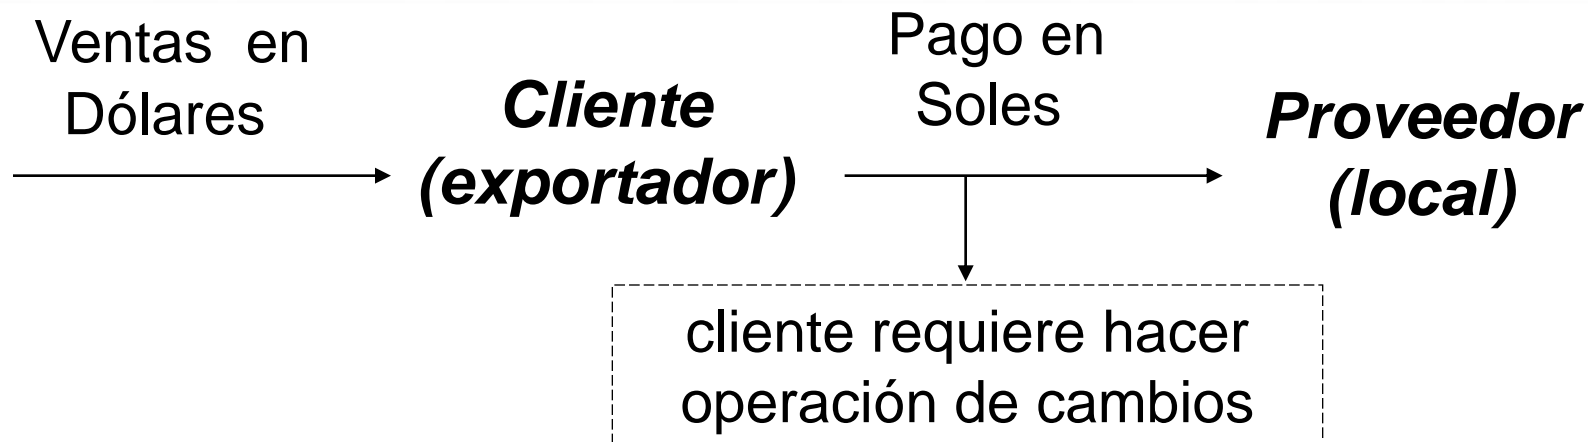 Ventas en
Dólares
Cliente
(exportador)
Pago en
Soles
Proveedor
(local)
cliente requiere hacer
operación de cambios